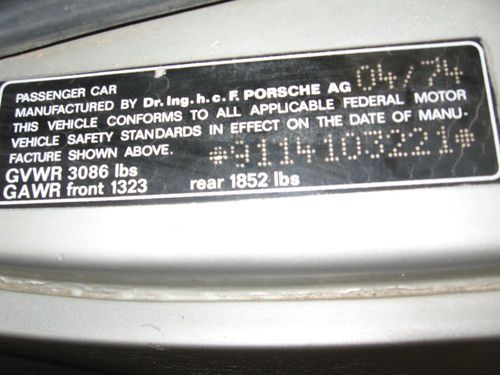 PASSENGER CAR 04/74
MANUFACTURED BY Dr. Ing. h. c. F. PORSCHE AG
THIS VEHICLE CONFORMS TO ALL APPLICABLE FEDERAL MOTOR
VEHICLE SAFETY STANDARDS IN EFFECT ON THE DATE OF MANU-
FACTURE SHOWN ABOVE. *9114103221*
GVWR 3086 lbs
GAWR front 1323 rear 1852 lbs